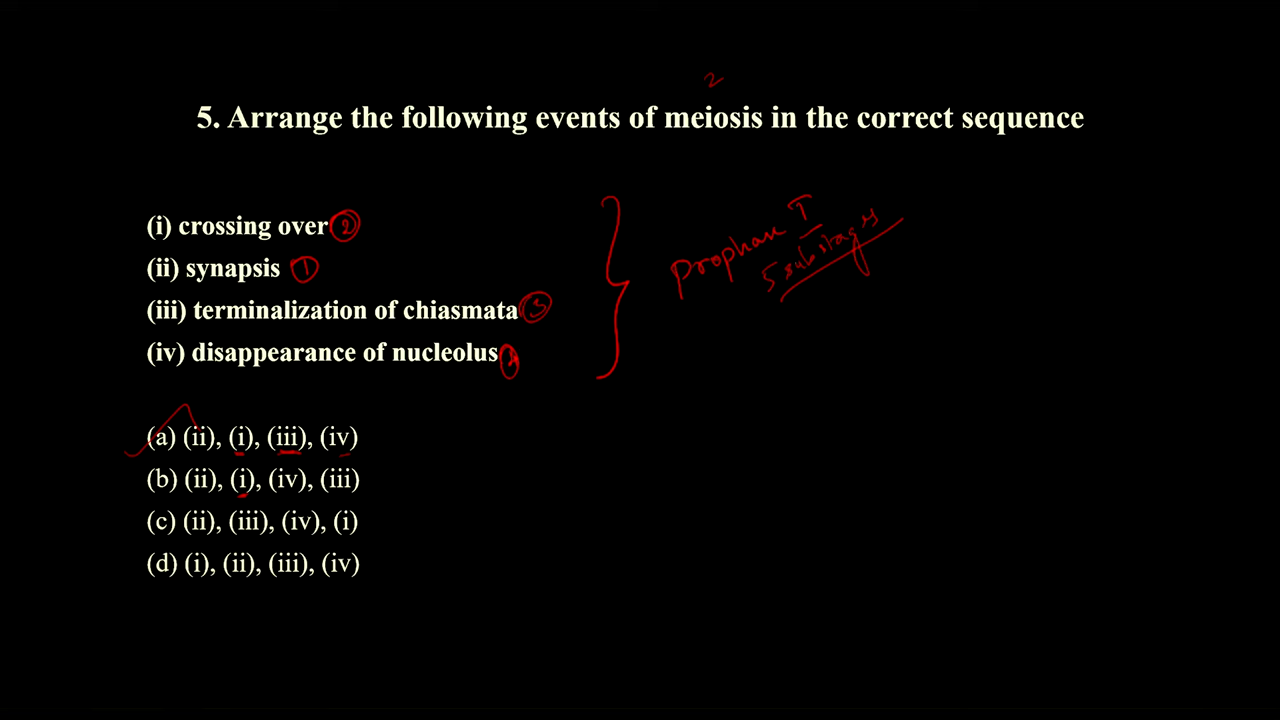 2
5. Arrange the following events of meiosis in the correct sequence
(i) crossing over 2
(ii) synapsis 1
(iii) terminalization of chiasmata 3
(iv) disappearance of nucleolus
Prophase I
5 substages
(a) (ii), (i), (iii), (iv)
(b) (ii), (i), (iv), (iii)
(c) (ii), (iii), (iv), (i)
(d) (i), (ii), (iii), (iv)